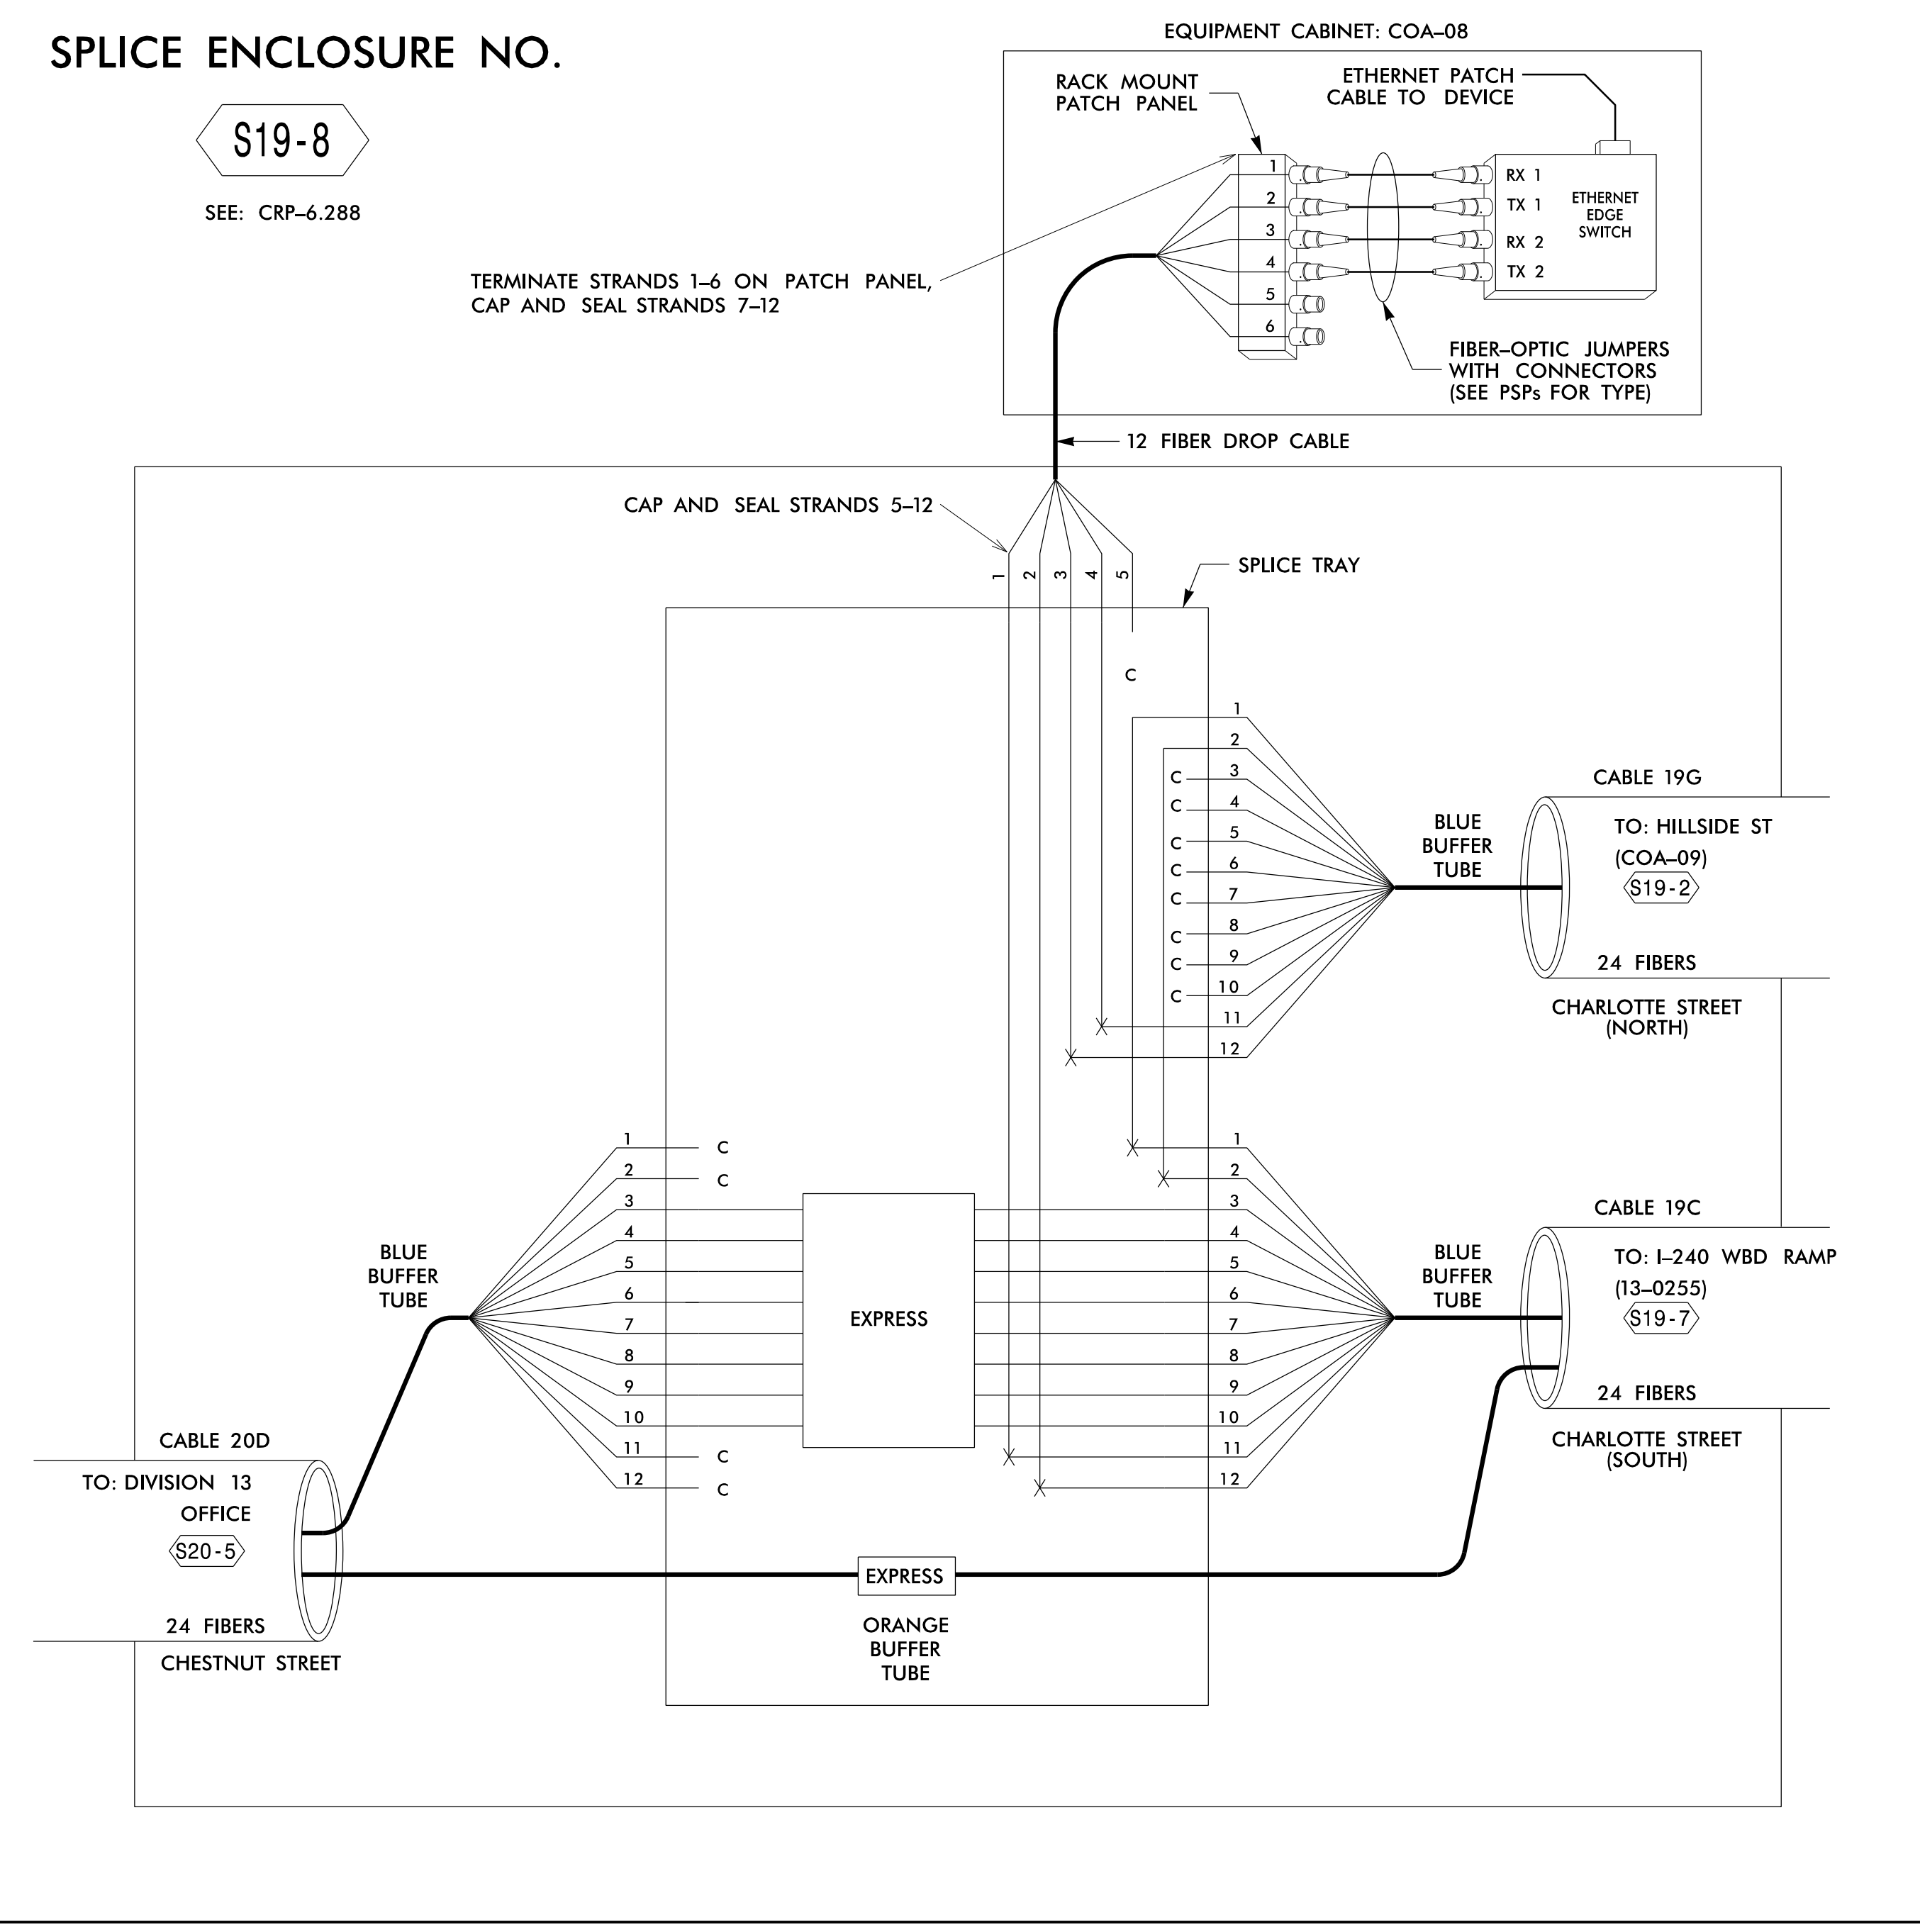 SPLICE ENCLOSURE NO.
S19-8
SEE: CRP–6.288
EQUIPMENT CABINET: COA–08
RACK MOUNT
PATCH PANEL
ETHERNET PATCH
CABLE TO DEVICE
1
2
3
4
5
6
RX 1
TX 1
RX 2
TX 2
ETHERNET
EDGE
SWITCH
TERMINATE STRANDS 1–6 ON PATCH PANEL,
CAP AND SEAL STRANDS 7–12
FIBER–OPTIC JUMPERS
WITH CONNECTORS
(SEE PSPs FOR TYPE)
12 FIBER DROP CABLE
CAP AND SEAL STRANDS 5–12
1
2
3
4
5
SPLICE TRAY
C
1
2
C 3
C 4
C 5
C 6
C 7
C 8
C 9
C 10
11
12
BLUE
BUFFER
TUBE
CABLE 19G
TO: HILLSIDE ST
(COA–09)
S19-2
24 FIBERS
CHARLOTTE STREET
(NORTH)
1 C
2 C
3
4
5
6
7
8
9
10
11 C
12 C
BLUE
BUFFER
TUBE
EXPRESS
1
2
3
4
5
6
7
8
9
10
11
12
BLUE
BUFFER
TUBE
CABLE 19C
TO: I–240 WBD RAMP
(13–0255)
S19-7
24 FIBERS
CHARLOTTE STREET
(SOUTH)
CABLE 20D
TO: DIVISION 13
OFFICE
S20-5
24 FIBERS
CHESTNUT STREET
EXPRESS
ORANGE
BUFFER
TUBE